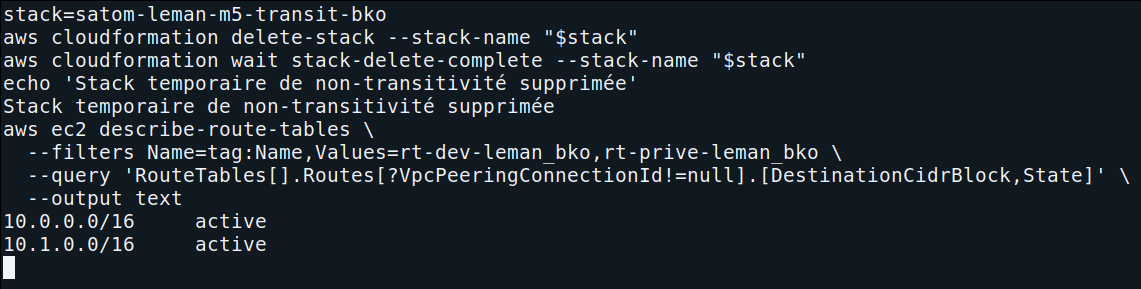 stack=satom-leman-m5-transit-bko
aws cloudformation delete-stack --stack-name "$stack"
aws cloudformation wait stack-delete-complete --stack-name "$stack"
echo 'Stack temporaire de non-transitivité supprimée'
Stack temporaire de non-transitivité supprimée
aws ec2 describe-route-tables \
  --filters Name=tag:Name,Values=rt-dev-leman_bko,rt-prive-leman_bko \
  --query 'RouteTables[].Routes[?VpcPeeringConnectionId!=null].[DestinationCidrBlock,State]' \
  --output text
10.0.0.0/16     active
10.1.0.0/16     active